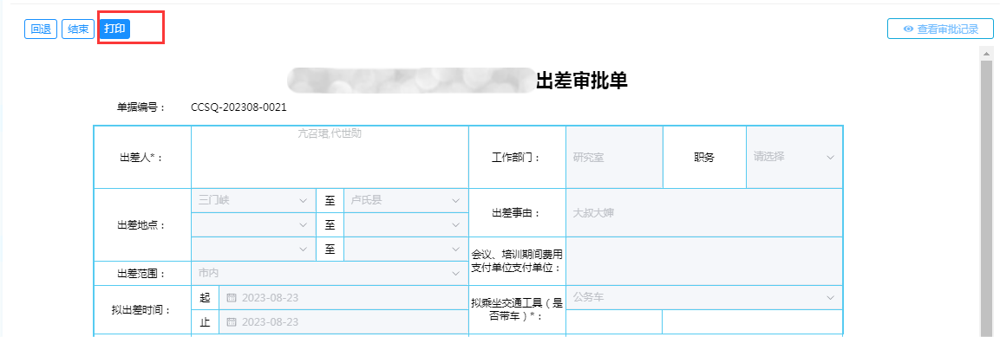 回退 结束 打印 查看审批记录
出差审批单
单据编号： CCSQ-202308-0021
出差人*： 亢召珺,代世勋 工作部门： 研究室 职务 请选择
出差地点： 三门峡 至 卢氏县 出差事由： 大叔大婶
至
至 会议、培训期间费用
支付单位支付单位：
出差范围： 市内
拟出差时间： 起 2023-08-23 拟乘坐交通工具（是
否带车）*： 公务车
止 2023-08-23